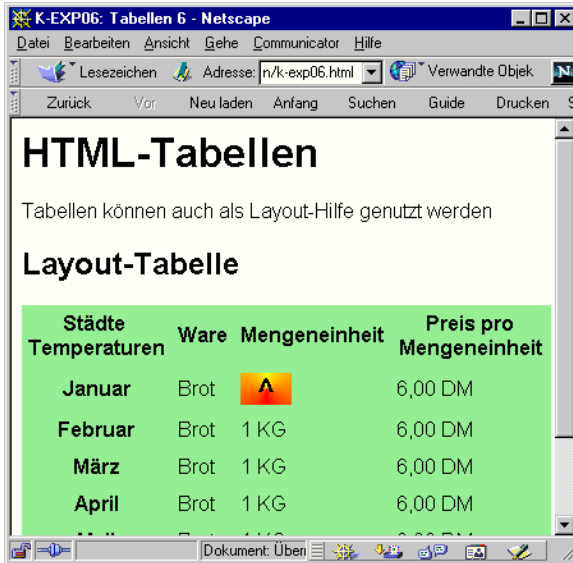 K-EXP06: Tabellen 6 - Netscape
Datei Bearbeiten Ansicht Gehe Communicator Hilfe
Lesezeichen Adresse: n/k-exp06.html Verwandte Objek N
Zurück Vor Neu laden Anfang Suchen Guide Drucken S
HTML-Tabellen
Tabellen können auch als Layout-Hilfe genutzt werden
Layout-Tabelle
Städte Temperaturen Ware Mengeneinheit Preis pro Mengeneinheit
Januar Brot ^ 6,00 DM
Februar Brot 1 KG 6,00 DM
März Brot 1 KG 6,00 DM
April Brot 1 KG 6,00 DM
Dokument: Übern